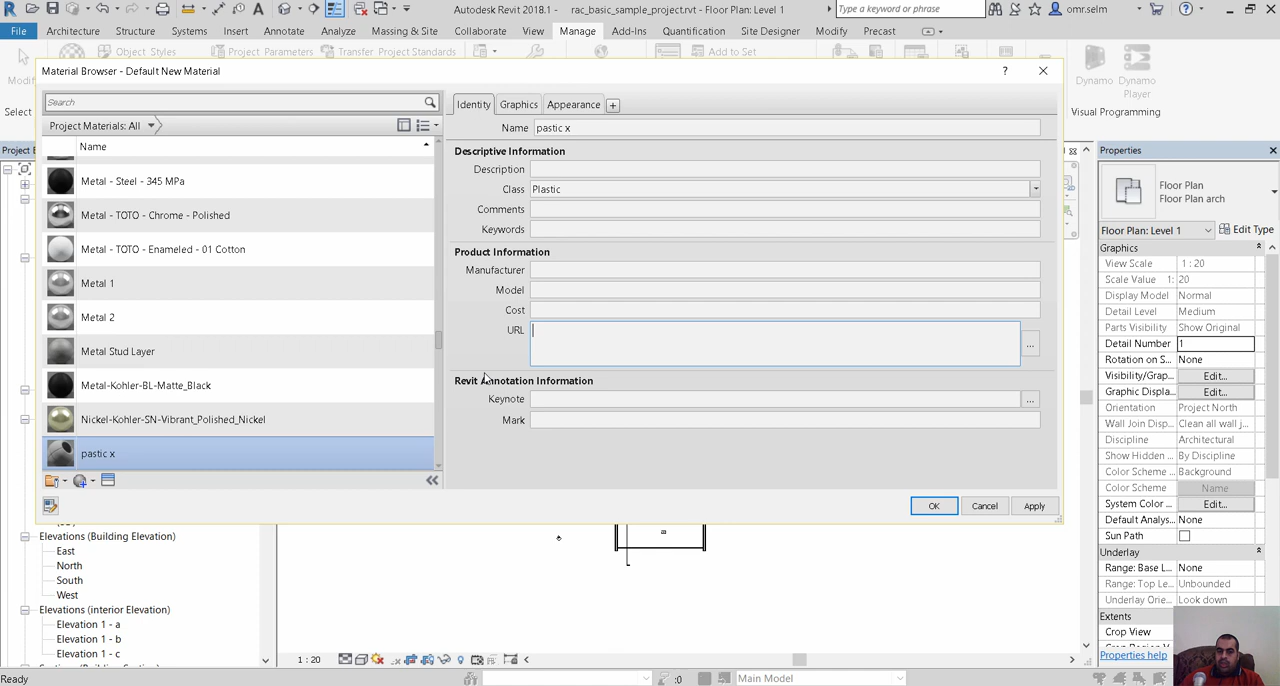 Autodesk Revit 2018.1 - rac_basic_sample_project.rvt - Floor Plan: Level 1
Type a keyword or phrase
omr.selm
File Architecture Structure Systems Insert Annotate Analyze Massing & Site Collaborate View Manage Add-Ins Quantification Site Designer Modify Precast
Object Styles Project Parameters Transfer Project Standards Add to Set
Dynamo Dynamo Player
Select
Visual Programming
Material Browser - Default New Material
?
Search
Project Materials: All
Name
Metal - Steel - 345 MPa
Metal - TOTO - Chrome - Polished
Metal - TOTO - Enameled - 01 Cotton
Metal 1
Metal 2
Metal Stud Layer
Metal-Kohler-BL-Matte_Black
Nickel-Kohler-SN-Vibrant_Polished_Nickel
pastic x
Identity Graphics Appearance +
Name pastic x
Descriptive Information
Description
Class Plastic
Comments
Keywords
Product Information
Manufacturer
Model
Cost
URL ...
Revit Annotation Information
Keynote ...
Mark
OK Cancel Apply
Properties
Floor Plan
Floor Plan arch
Floor Plan: Level 1 Edit Type
Graphics
View Scale 1 : 20
Scale Value 1: 20
Display Model Normal
Detail Level Medium
Parts Visibility Show Original
Detail Number 1
Rotation on S... None
Visibility/Grap... Edit...
Graphic Displa... Edit...
Orientation Project North
Wall Join Disp... Clean all wall j...
Discipline Architectural
Show Hidden ... By Discipline
Color Scheme ... Background
Color Scheme Name
System Color ... Edit...
Default Analys... None
Sun Path
Underlay
Range: Base L... None
Range: Top Le... Unbounded
Underlay Orie... Look down
Extents
Crop View
Properties help
Elevations (Building Elevation)
East
North
South
West
Elevations (interior Elevation)
Elevation 1 - a
Elevation 1 - b
Elevation 1 - c
1 : 20
Ready
:0
Main Model